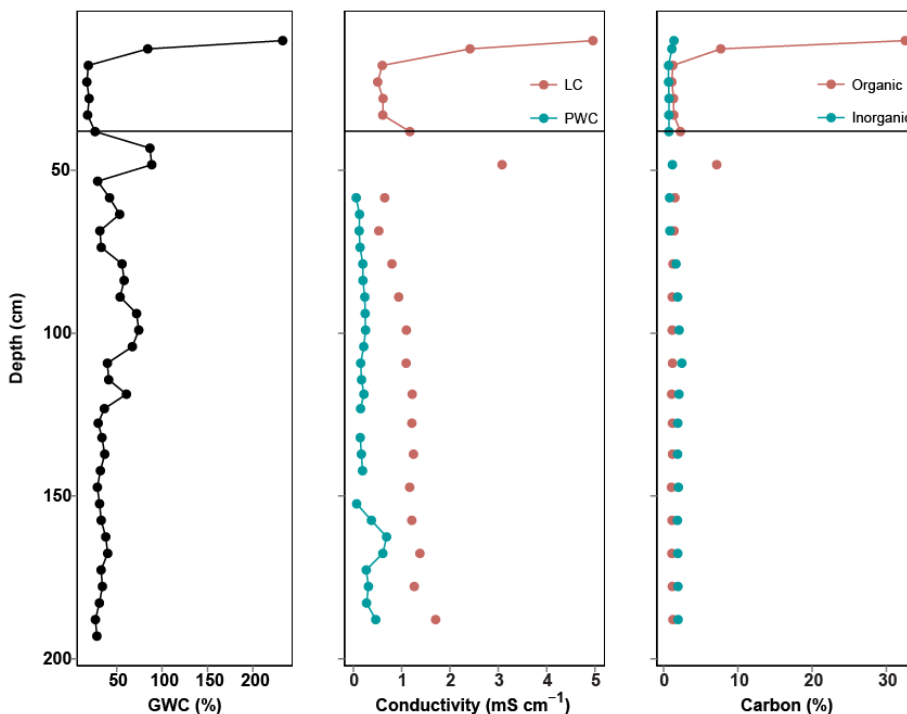 LC
PWC
Organic
Inorganic
Depth (cm)
50
100
150
200
50 100 150 200
0 1 2 3 4 5
0 10 20 30
GWC (%)
Conductivity (mS cm⁻¹)
Carbon (%)